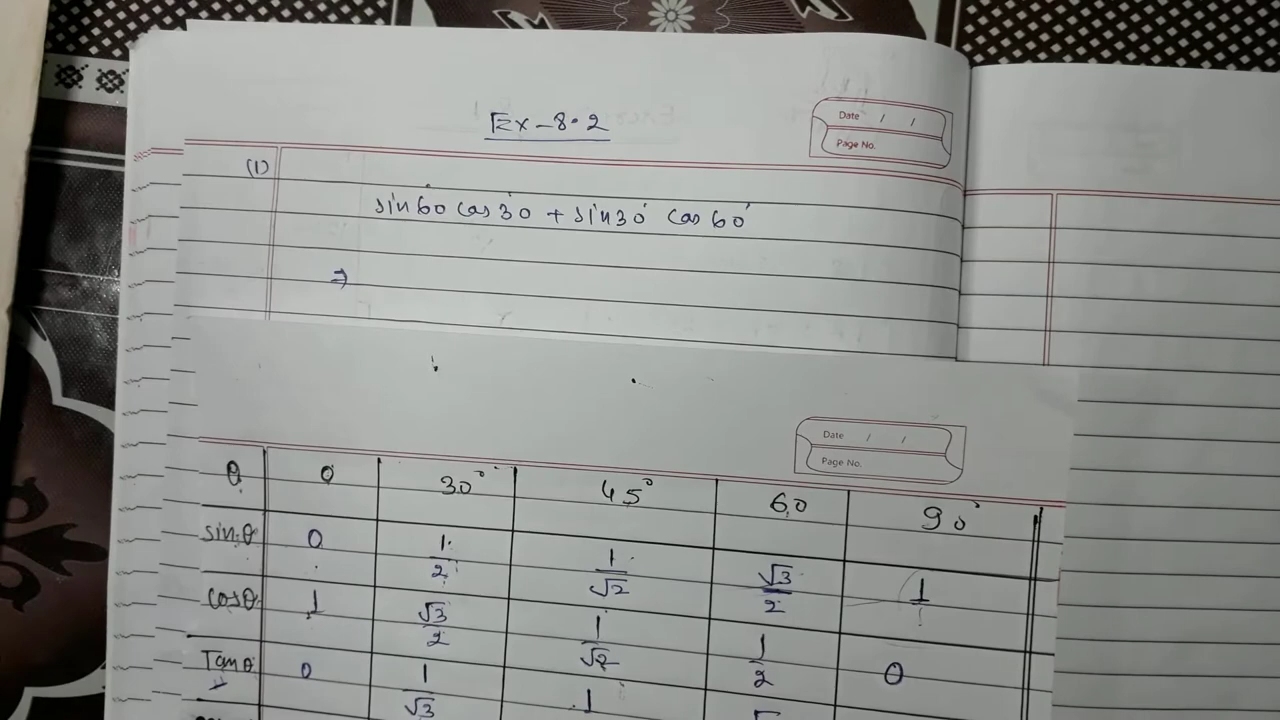 Ex-8.2
Date / /
Page No.
(1)
sin60° cos30 + sin30° cos60°
⇒
Date / /
Page No.
θ 0 30° 45° 60 90°
sinθ 0 1/2 1/√2 √3/2 1
cosθ 1 √3/2 1/√2 1/2 0
Tanθ 0 1/√3 1